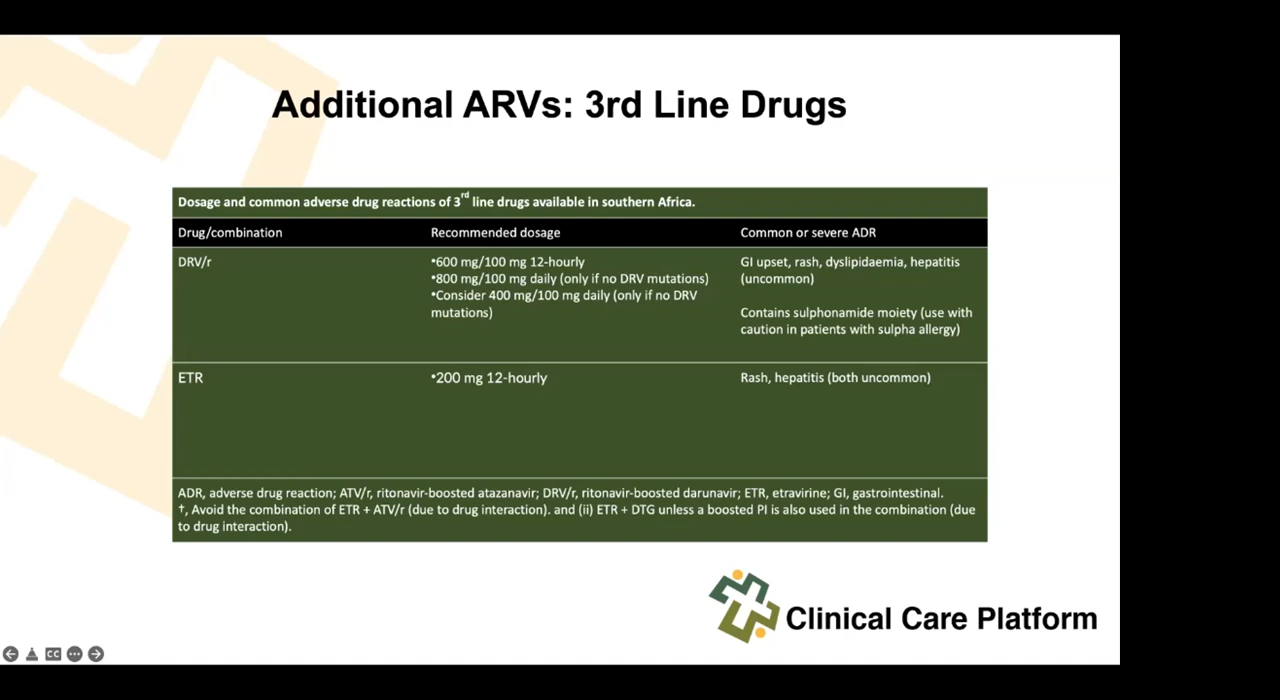 Additional ARVs: 3rd Line Drugs
Dosage and common adverse drug reactions of 3rd line drugs available in southern Africa.
Drug/combination
Recommended dosage
Common or severe ADR
DRV/r
•600 mg/100 mg 12-hourly
•800 mg/100 mg daily (only if no DRV mutations)
•Consider 400 mg/100 mg daily (only if no DRV
mutations)
GI upset, rash, dyslipidaemia, hepatitis
(uncommon)
Contains sulphonamide moiety (use with
caution in patients with sulpha allergy)
ETR
•200 mg 12-hourly
Rash, hepatitis (both uncommon)
ADR, adverse drug reaction; ATV/r, ritonavir-boosted atazanavir; DRV/r, ritonavir-boosted darunavir; ETR, etravirine; GI, gastrointestinal.
†, Avoid the combination of ETR + ATV/r (due to drug interaction). and (ii) ETR + DTG unless a boosted PI is also used in the combination (due
to drug interaction).
Clinical Care Platform
CC